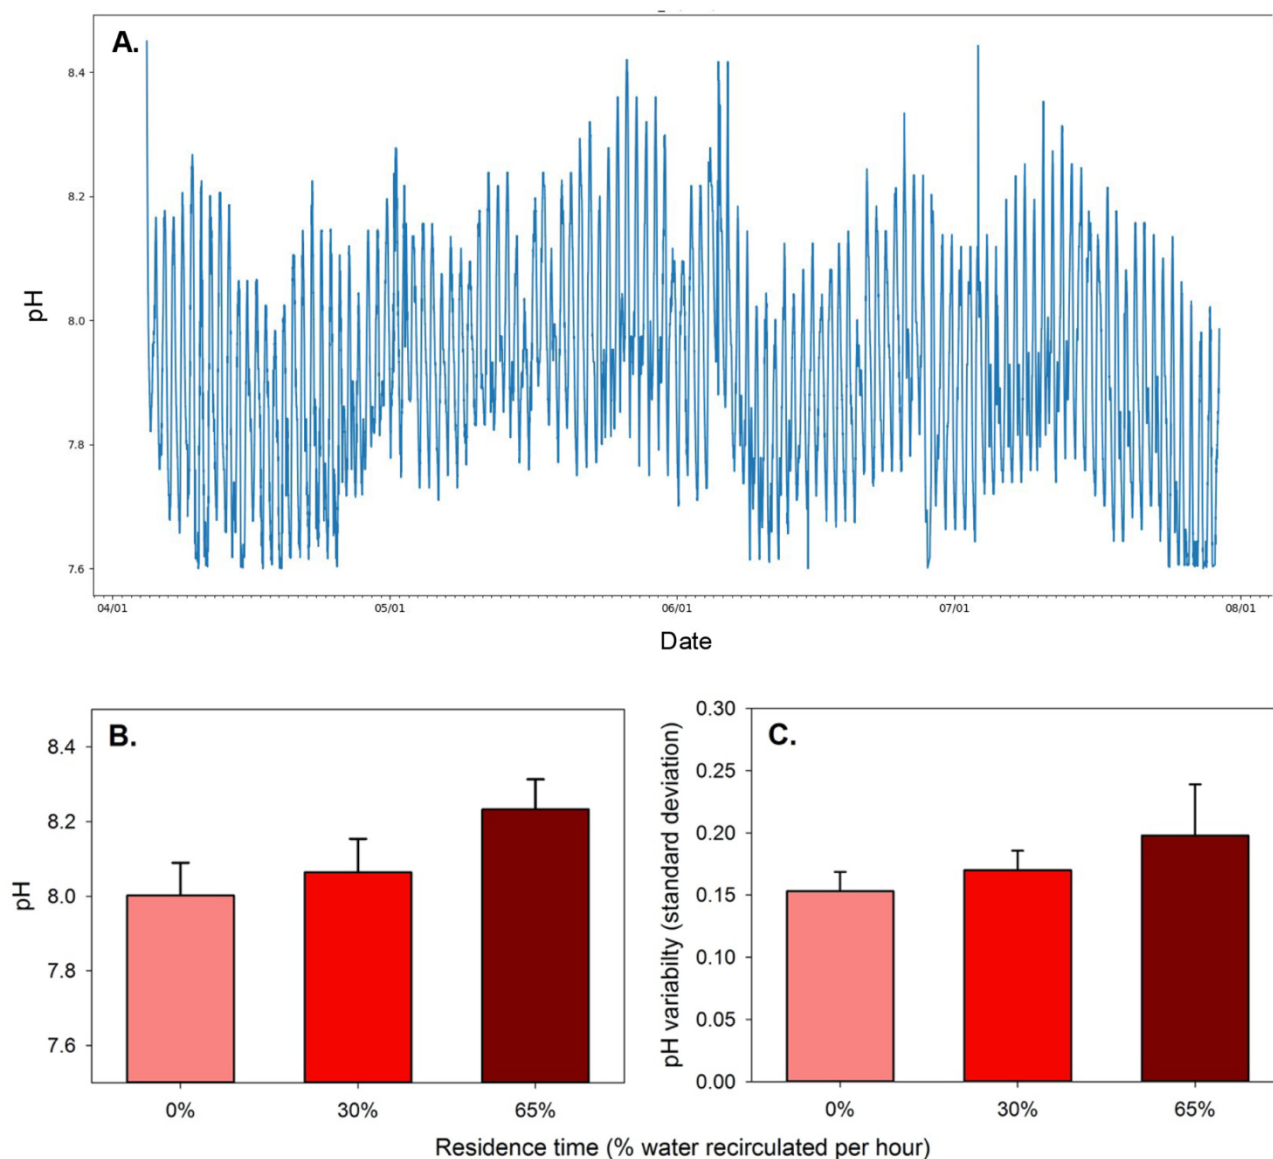 A.
8.4
8.2
8.0
7.8
7.6
pH
04/01 05/01 06/01 07/01 08/01
Date
B.
8.4
8.2
8.0
7.8
7.6
pH
0% 30% 65%
C.
0.30
0.25
0.20
0.15
0.10
0.05
0.00
pH variabilty (standard deviation)
0% 30% 65%
Residence time (% water recirculated per hour)